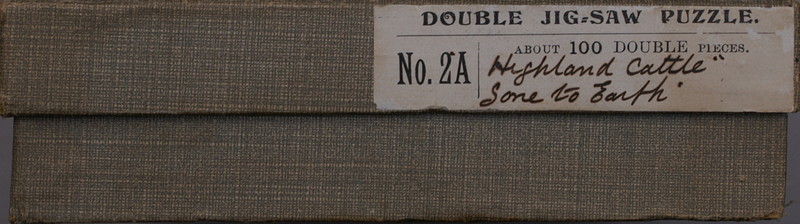 DOUBLE JIG-SAW PUZZLE.
ABOUT 100 DOUBLE PIECES.
No. 2A
Highland Cattle"
Gone to Earth"